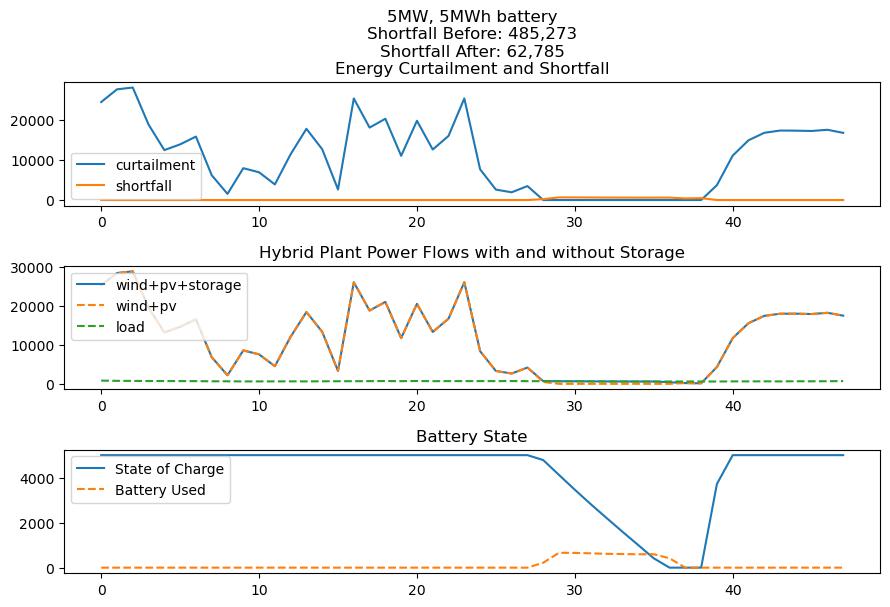 5MW, 5MWh battery
Shortfall Before: 485,273
Shortfall After: 62,785
Energy Curtailment and Shortfall
20000
10000
0
curtailment
shortfall
0 10 20 30 40
Hybrid Plant Power Flows with and without Storage
30000
20000
10000
0
wind+pv+storage
wind+pv
load
0 10 20 30 40
Battery State
4000
2000
0
State of Charge
Battery Used
0 10 20 30 40